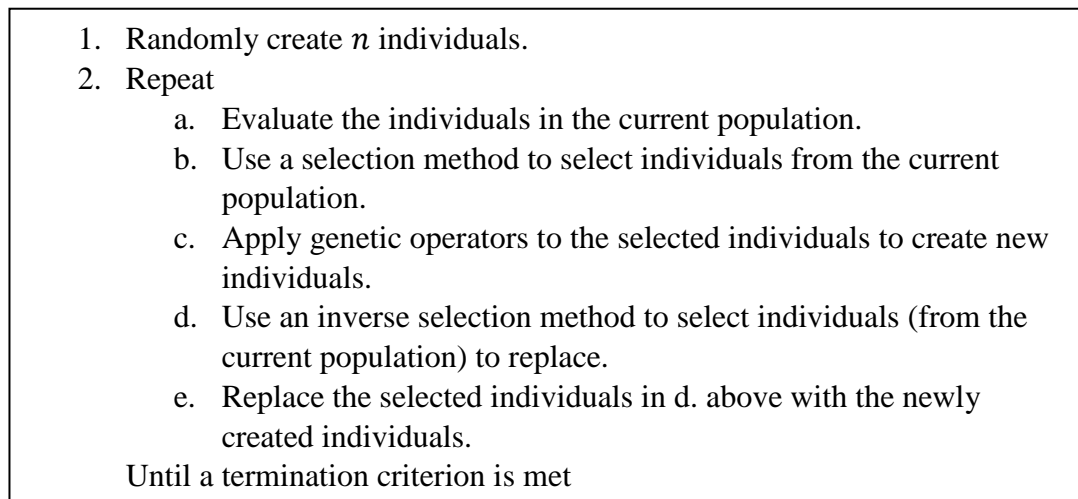 1. Randomly create 𝑛 individuals.
2. Repeat
a. Evaluate the individuals in the current population.
b. Use a selection method to select individuals from the current
population.
c. Apply genetic operators to the selected individuals to create new
individuals.
d. Use an inverse selection method to select individuals (from the
current population) to replace.
e. Replace the selected individuals in d. above with the newly
created individuals.
Until a termination criterion is met